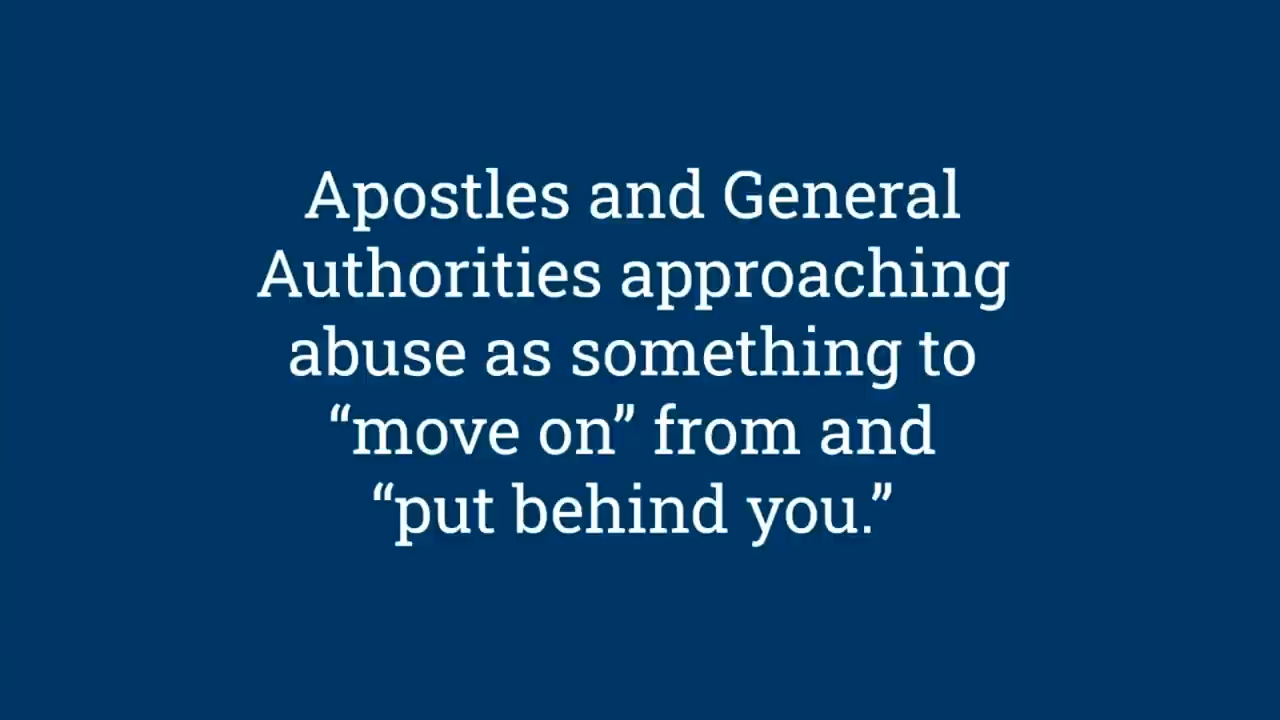 Apostles and General
Authorities approaching
abuse as something to
“move on” from and
“put behind you.”